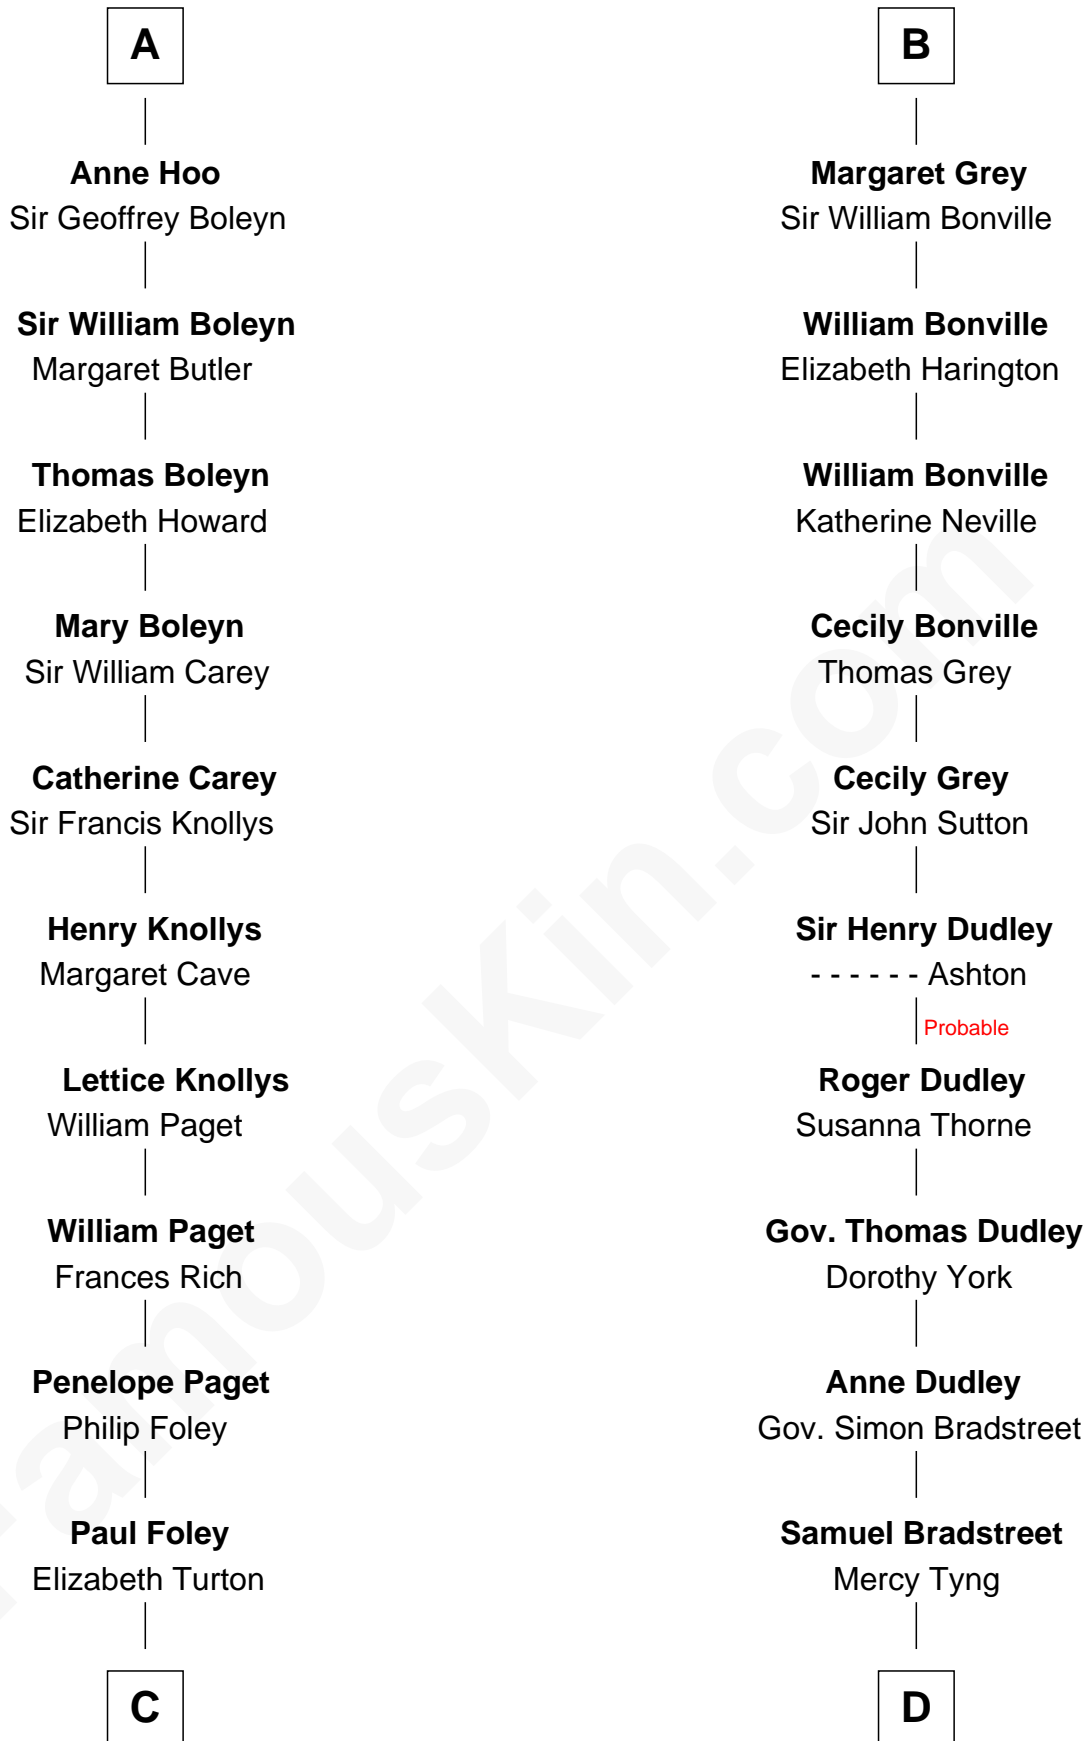 A
Anne Hoo
Sir Geoffrey Boleyn
Sir William Boleyn
Margaret Butler
Thomas Boleyn
Elizabeth Howard
Mary Boleyn
Sir William Carey
Catherine Carey
Sir Francis Knollys
Henry Knollys
Margaret Cave
Lettice Knollys
William Paget
William Paget
Frances Rich
Penelope Paget
Philip Foley
Paul Foley
Elizabeth Turton
C
B
Margaret Grey
Sir William Bonville
William Bonville
Elizabeth Harington
William Bonville
Katherine Neville
Cecily Bonville
Thomas Grey
Cecily Grey
Sir John Sutton
Sir Henry Dudley
- - - - - - Ashton
Probable
Roger Dudley
Susanna Thorne
Gov. Thomas Dudley
Dorothy York
Anne Dudley
Gov. Simon Bradstreet
Samuel Bradstreet
Mercy Tyng
D
FamousKin.com